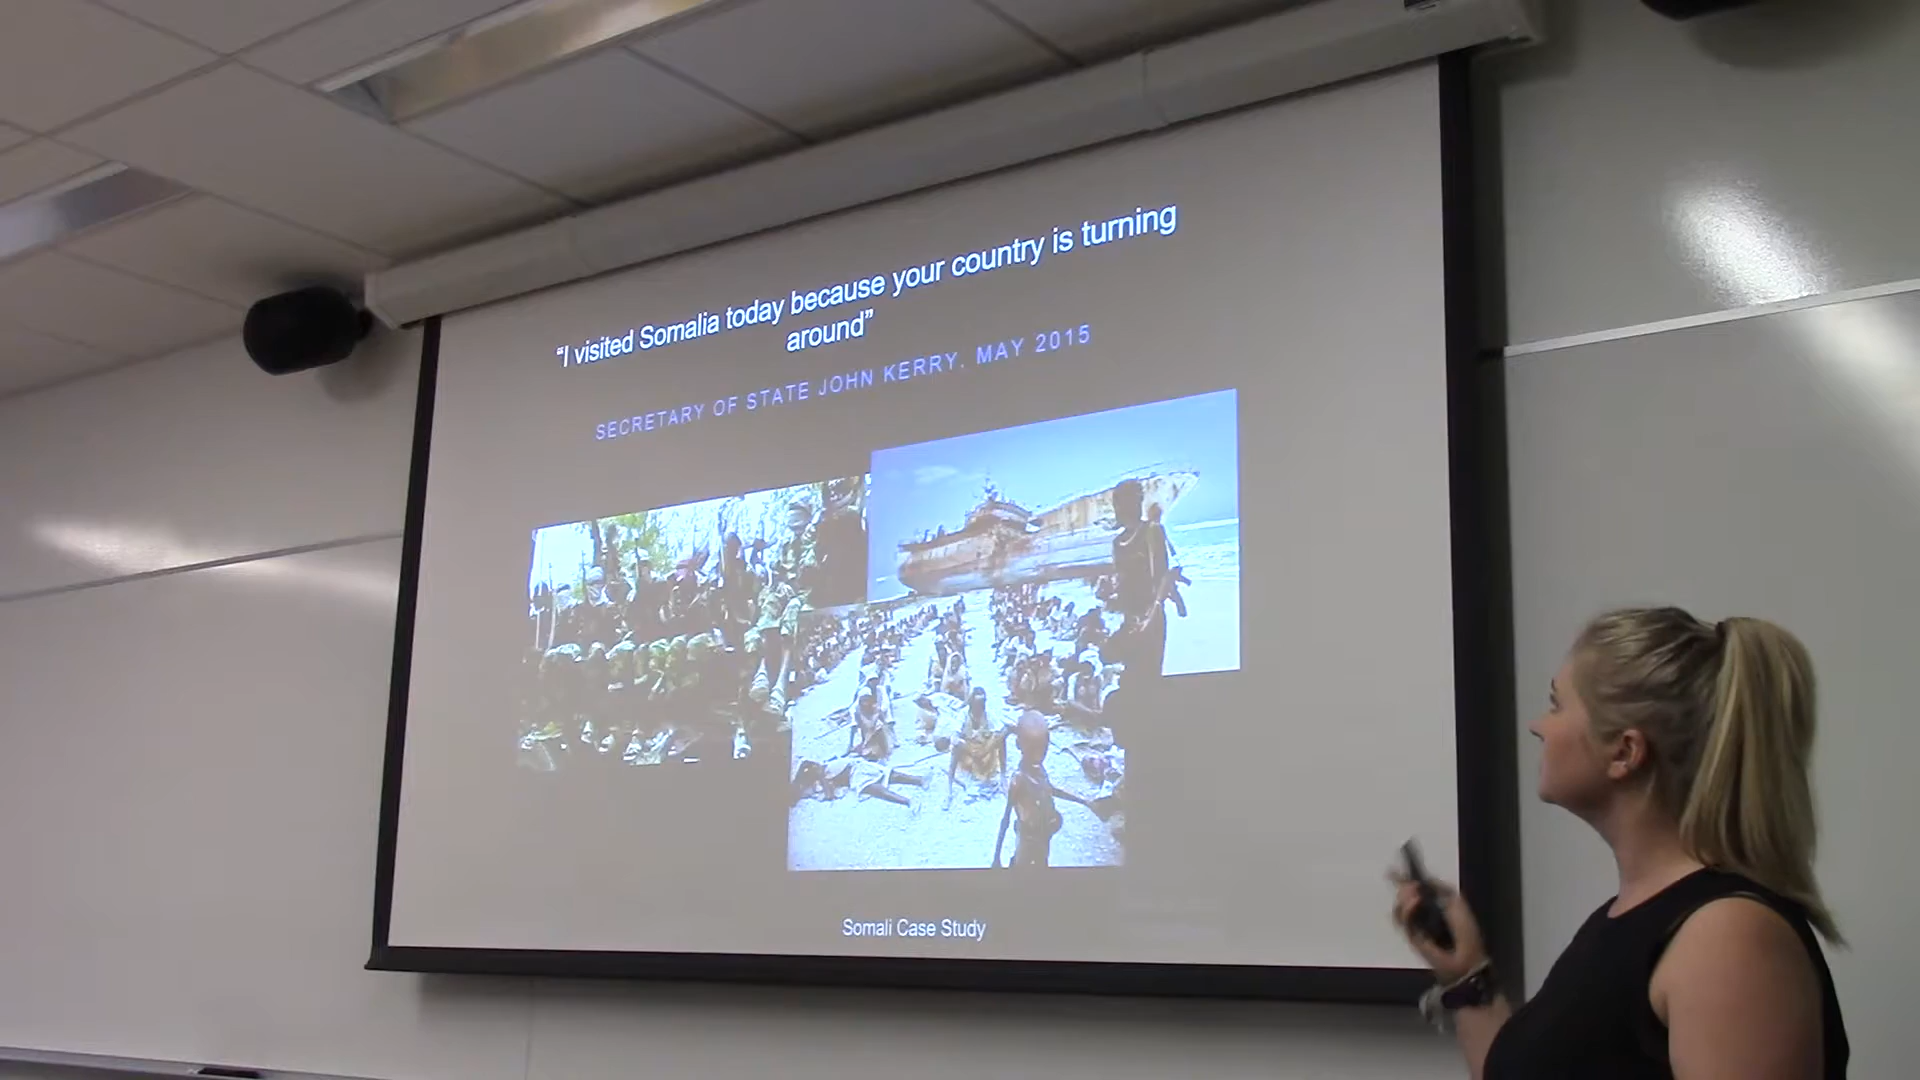 “I visited Somalia today because your country is turning
around”
SECRETARY OF STATE JOHN KERRY, MAY 2015
Somali Case Study